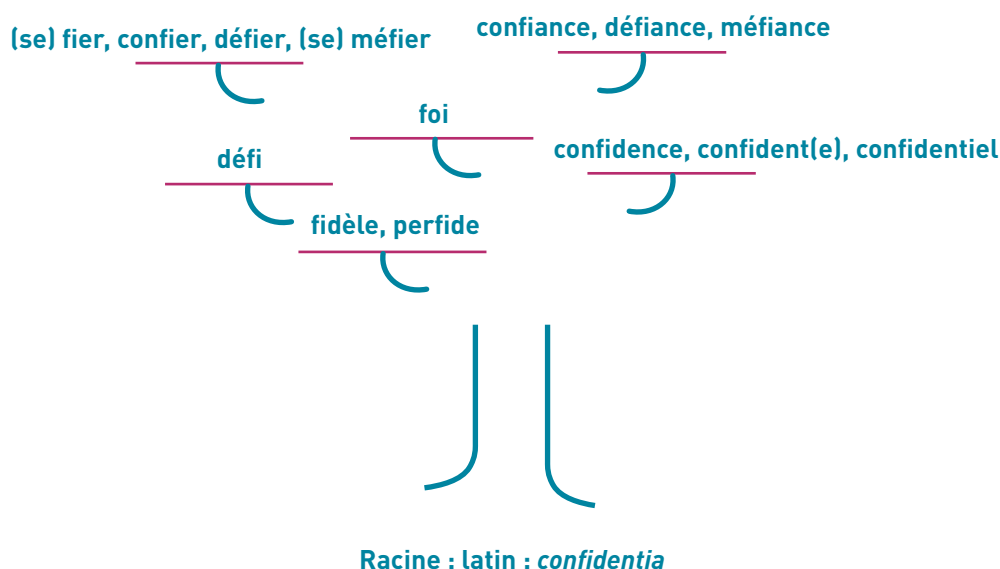 (se) fier, confier, défier, (se) méfier
confiance, défiance, méfiance
foi
défi
confidence, confident(e), confidentiel
fidèle, perfide
Racine : latin : confidentia